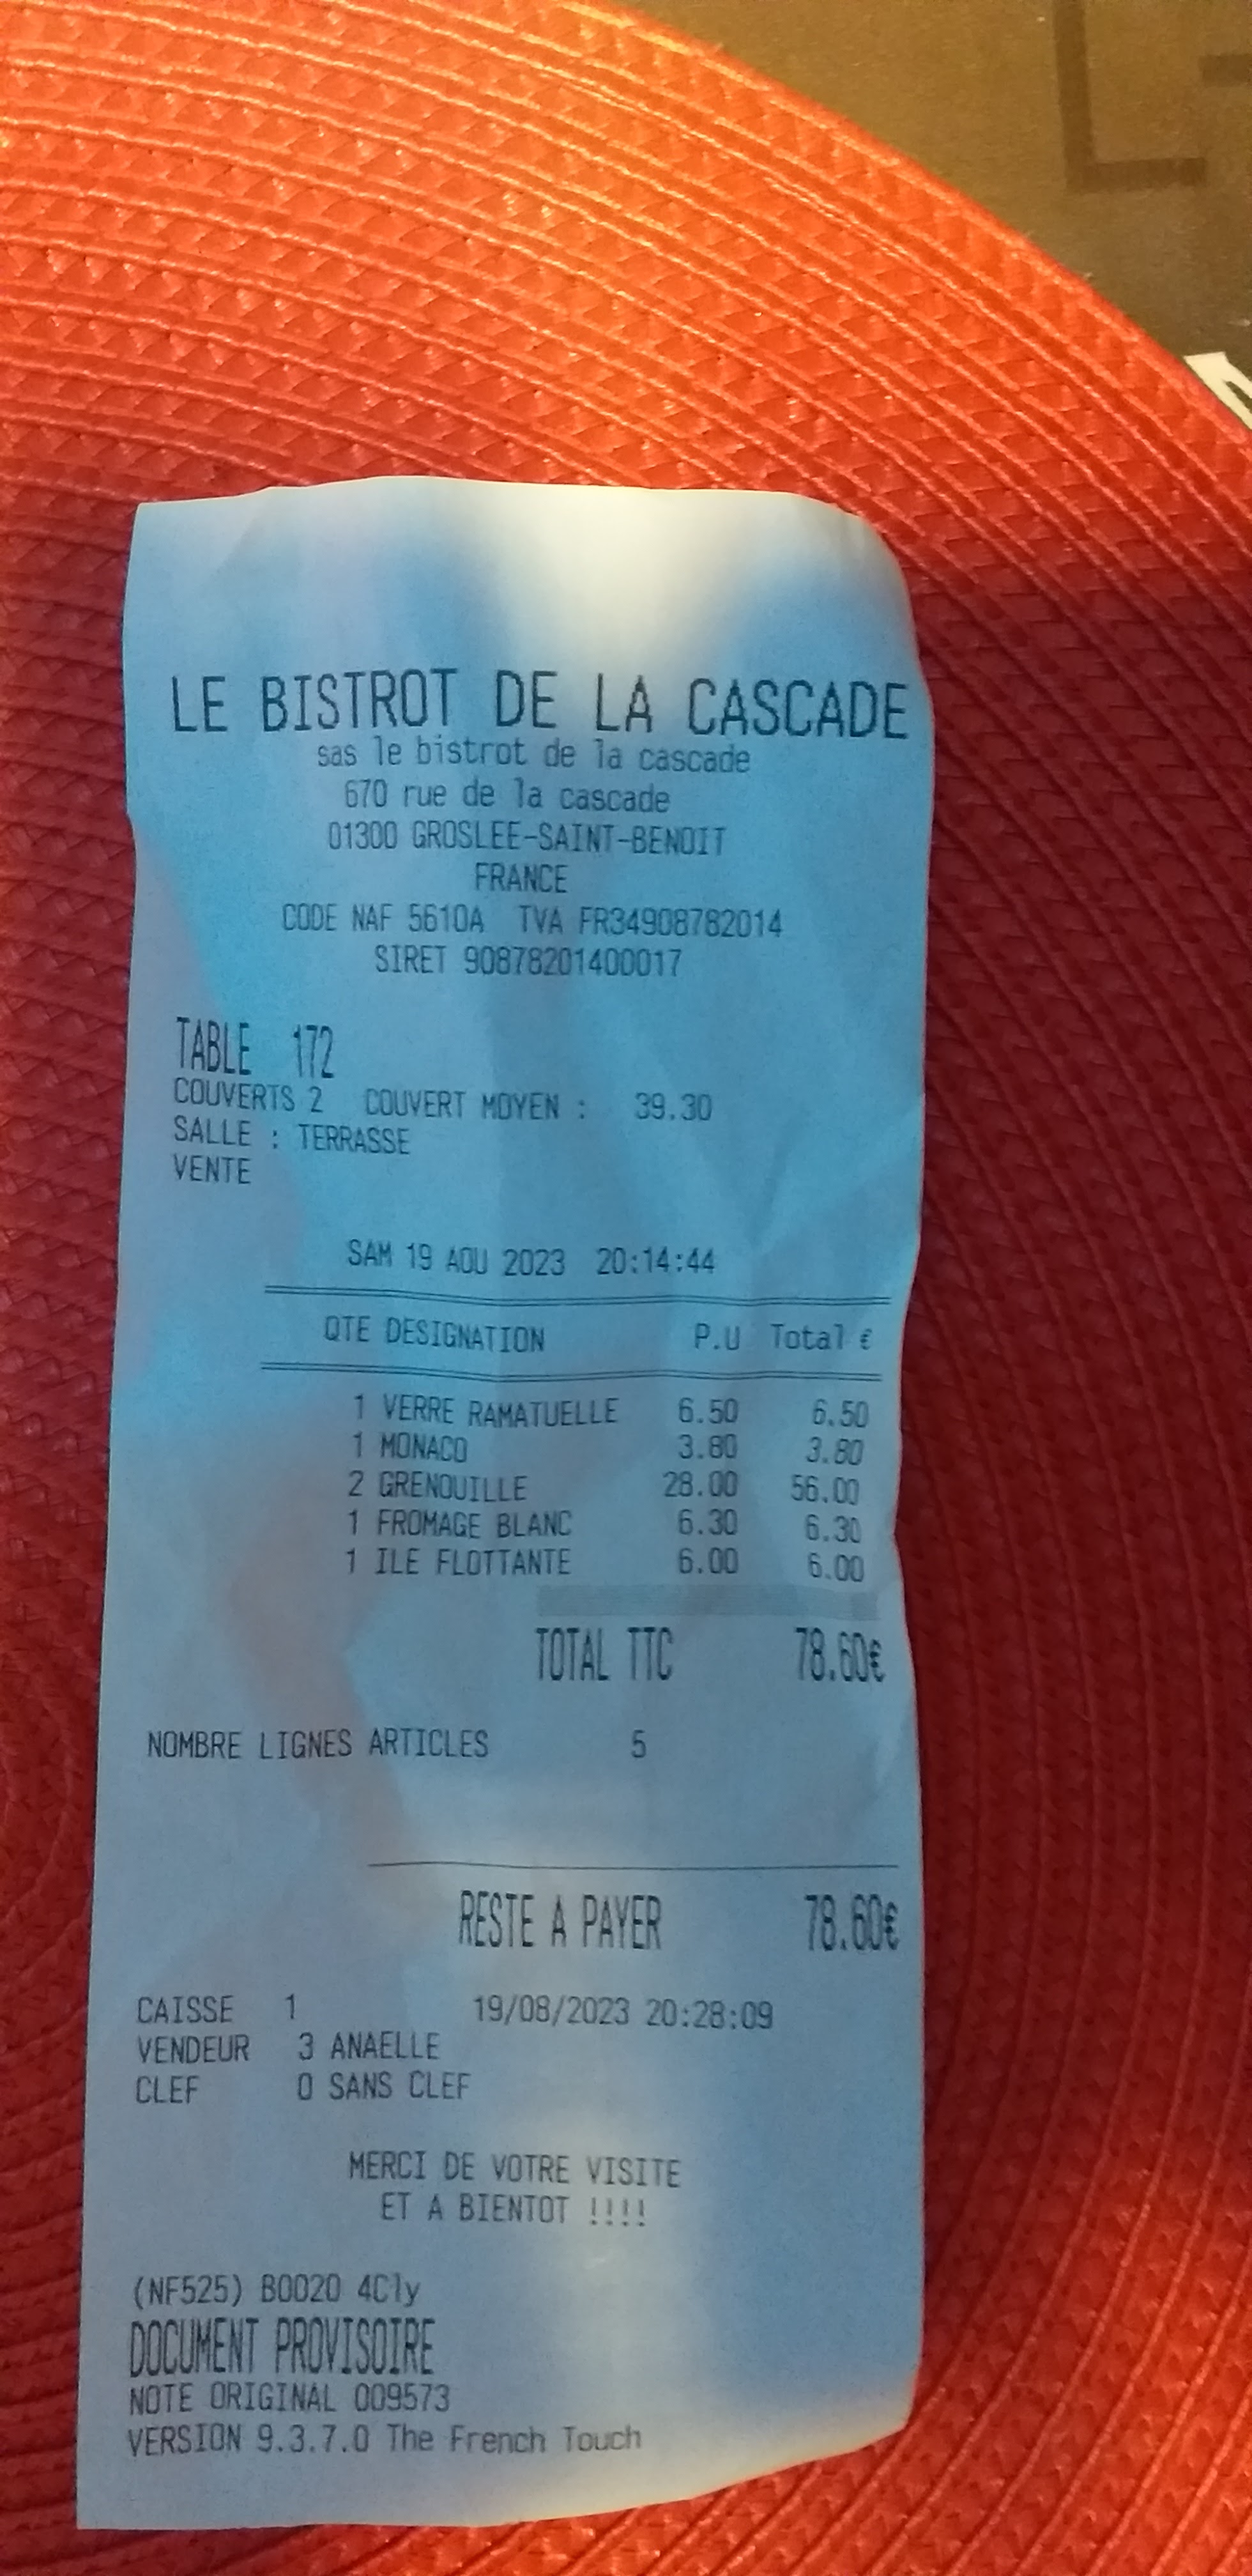 LE BISTROT DE LA CASCADE
sas le bistrot de la cascade
670 rue de la cascade
01300 GROSLEE-SAINT-BENOIT
FRANCE
CODE NAF 5610A TVA FR34908782014
SIRET 90878201400017
TABLE 172
COUVERTS 2 COUVERT MOYEN : 39.30
SALLE : TERRASSE
VENTE
SAM 19 AOU 2023 20:14:44
QTE DESIGNATION P.U Total €
1 VERRE RAMATUELLE 6.50 6.50
1 MONACO 3.80 3.80
2 GRENOUILLE 28.00 56.00
1 FROMAGE BLANC 6.30 6.30
1 ILE FLOTTANTE 6.00 6.00
TOTAL TTC 78.60€
NOMBRE LIGNES ARTICLES 5
RESTE A PAYER 78.60€
CAISSE 1 19/08/2023 20:28:09
VENDEUR 3 ANAELLE
CLEF 0 SANS CLEF
MERCI DE VOTRE VISITE
ET A BIENTOT !!!!
(NF525) B0020 4Cly
DOCUMENT PROVISOIRE
NOTE ORIGINAL 009573
VERSION 9.3.7.0 The French Touch